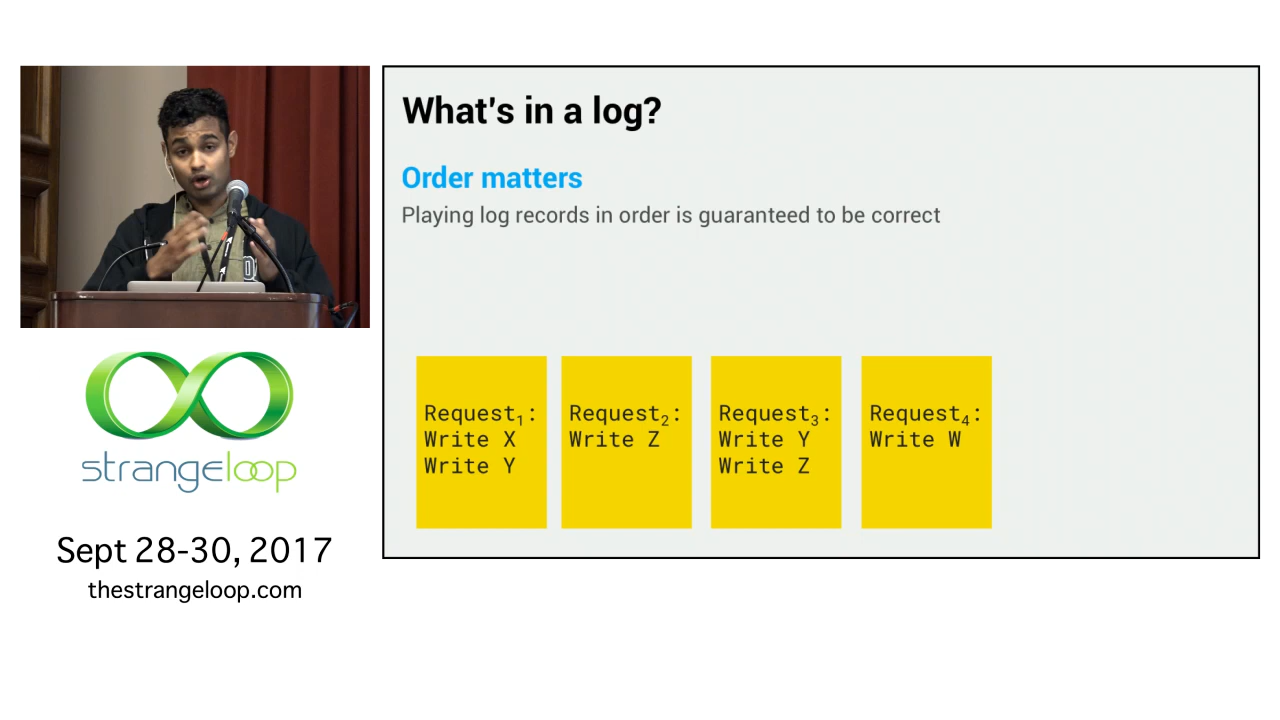 What's in a log?
Order matters
Playing log records in order is guaranteed to be correct
Request₁:
Write X
Write Y
Request₂:
Write Z
Request₃:
Write Y
Write Z
Request₄:
Write W
strangeloop
Sept 28-30, 2017
thestrangeloop.com